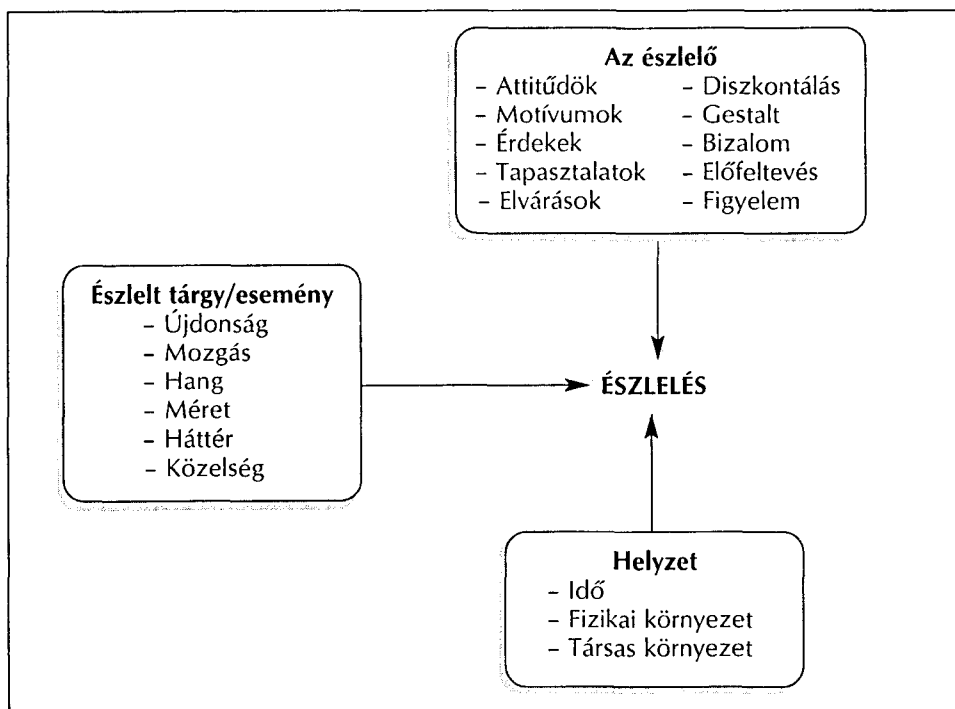 Az észlelő
– Attitűdök
– Motívumok
– Érdekek
– Tapasztalatok
– Elvárások
– Diszkontálás
– Gestalt
– Bizalom
– Előfeltevés
– Figyelem
Észlelt tárgy/esemény
– Újdonság
– Mozgás
– Hang
– Méret
– Háttér
– Közelség
ÉSZLELÉS
Helyzet
– Idő
– Fizikai környezet
– Társas környezet